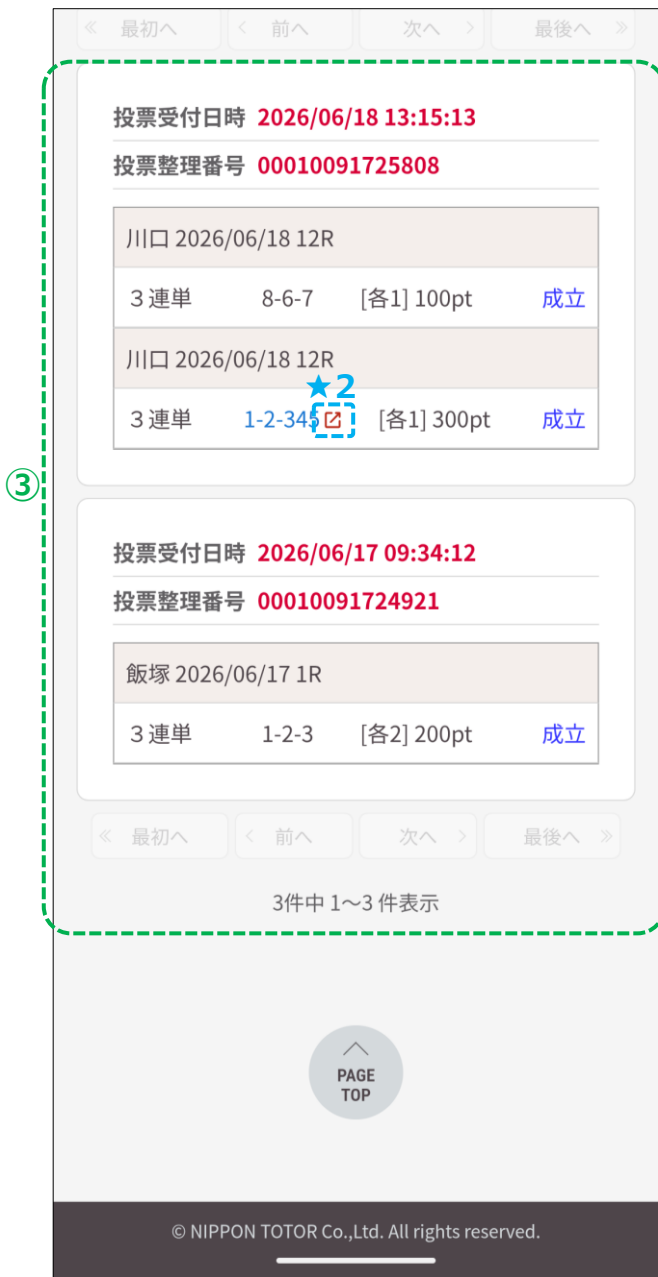 « 最初へ < 前へ 次へ > 最後へ »
投票受付日時 2026/06/18 13:15:13
投票整理番号 00010091725808
川口 2026/06/18 12R
３連単 8-6-7 [各1] 100pt 成立
川口 2026/06/18 12R
★2
３連単 1-2-345 [各1] 300pt 成立
③
投票受付日時 2026/06/17 09:34:12
投票整理番号 00010091724921
飯塚 2026/06/17 1R
３連単 1-2-3 [各2] 200pt 成立
« 最初へ < 前へ 次へ > 最後へ »
3件中 1〜3 件表示
PAGE
TOP
© NIPPON TOTOR Co.,Ltd. All rights reserved.